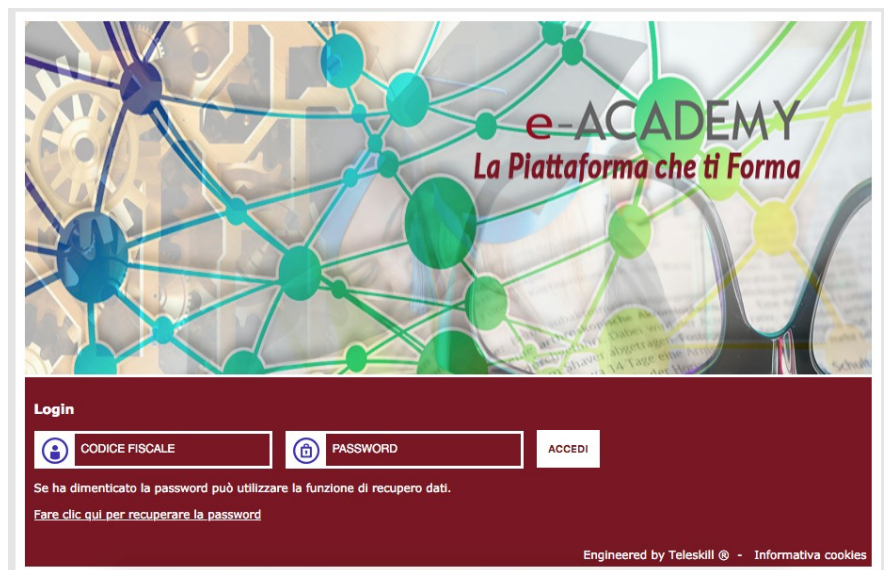 e-ACADEMY
La Piattaforma che ti Forma
Login
CODICE FISCALE
PASSWORD
ACCEDI
Se ha dimenticato la password può utilizzare la funzione di recupero dati.
Fare clic qui per recuperare la password
Engineered by Teleskill ® - Informativa cookies